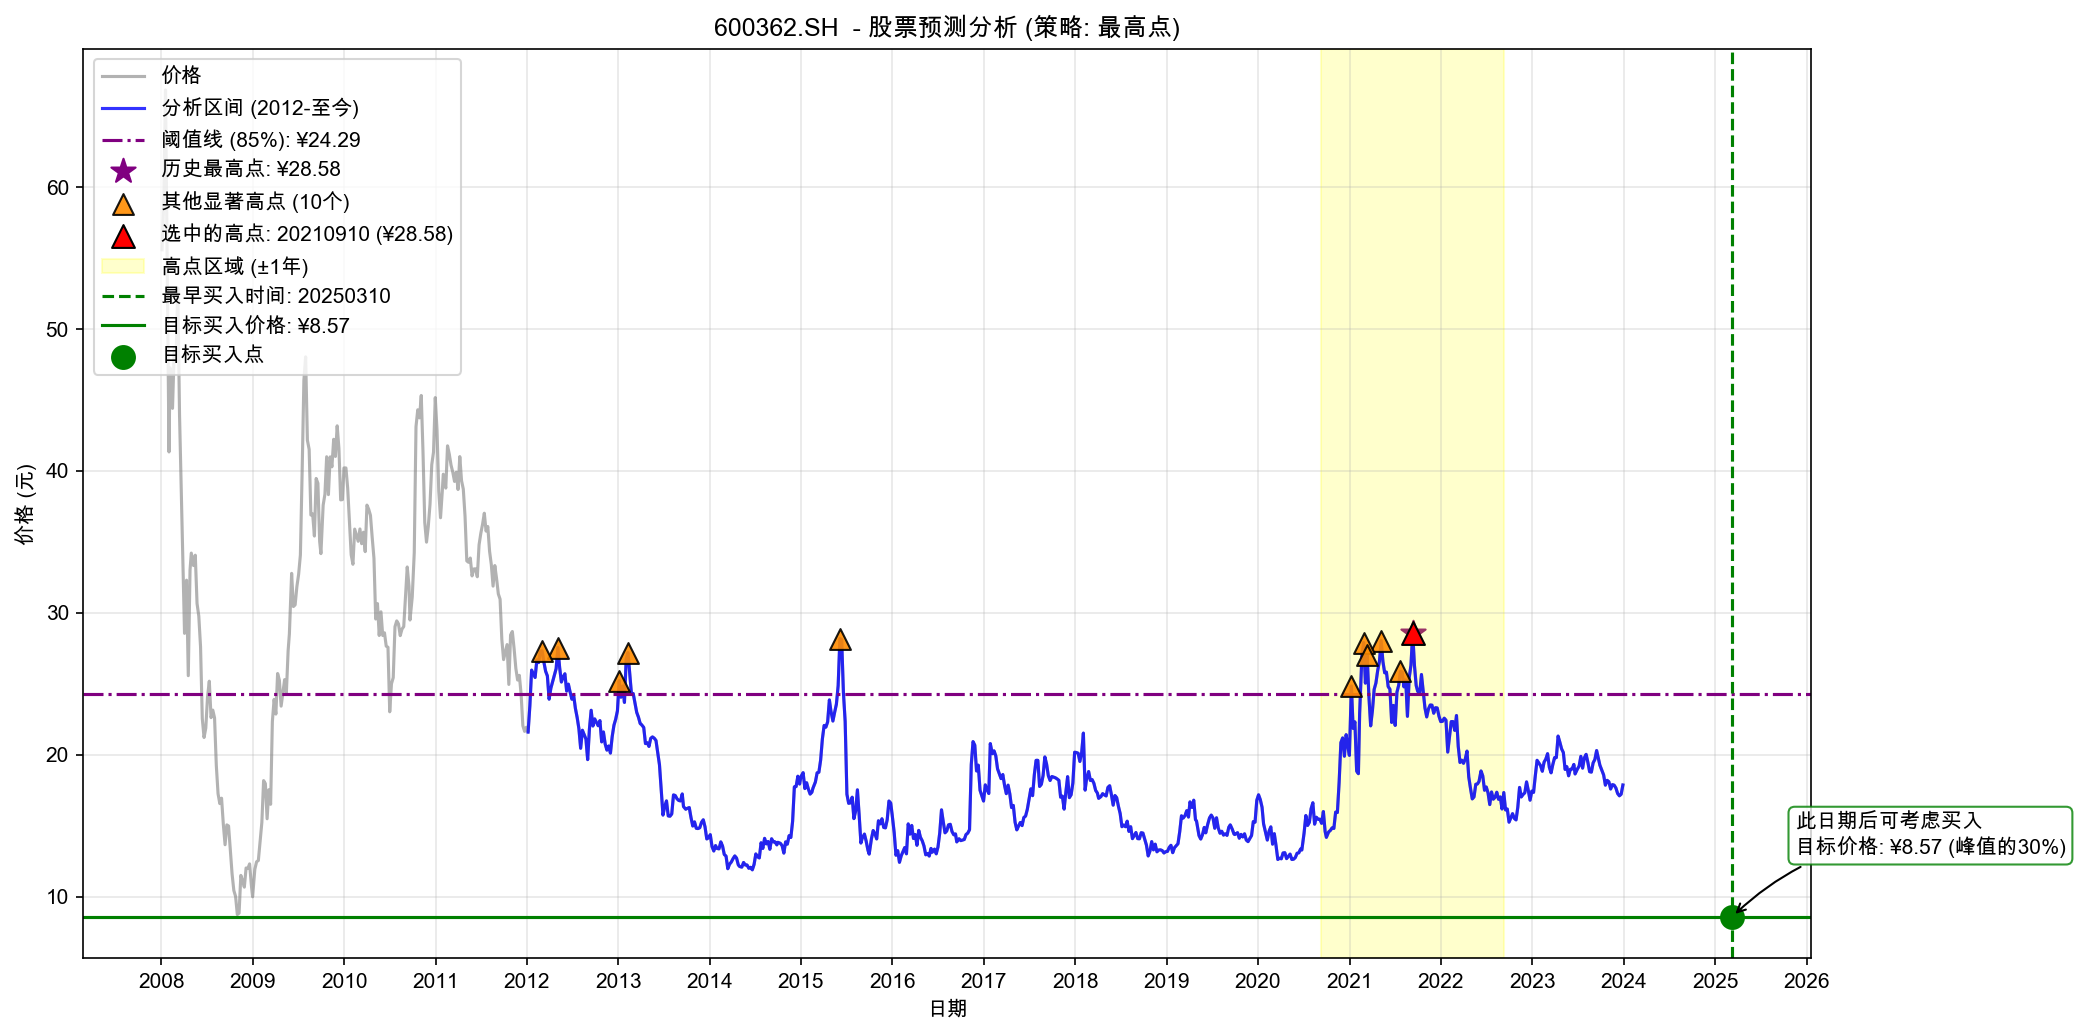 600362.SH - 股票预测分析 (策略: 最高点)
价格
分析区间 (2012-至今)
阈值线 (85%): ¥24.29
历史最高点: ¥28.58
其他显著高点 (10个)
选中的高点: 20210910 (¥28.58)
高点区域 (±1年)
最早买入时间: 20250310
目标买入价格: ¥8.57
目标买入点
价格 (元)
60
50
40
30
20
10
此日期后可考虑买入
目标价格: ¥8.57 (峰值的30%)
2008 2009 2010 2011 2012 2013 2014 2015 2016 2017 2018 2019 2020 2021 2022 2023 2024 2025 2026
日期